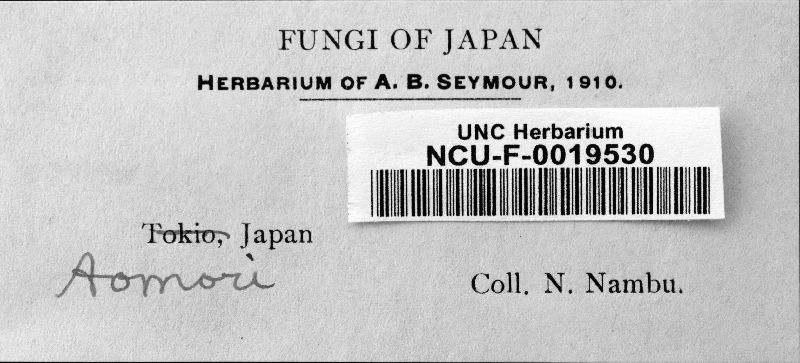 FUNGI OF JAPAN
HERBARIUM OF A. B. SEYMOUR, 1910.
UNC Herbarium
NCU-F-0019530
Tokio, Japan
Aomori
Coll. N. Nambu.